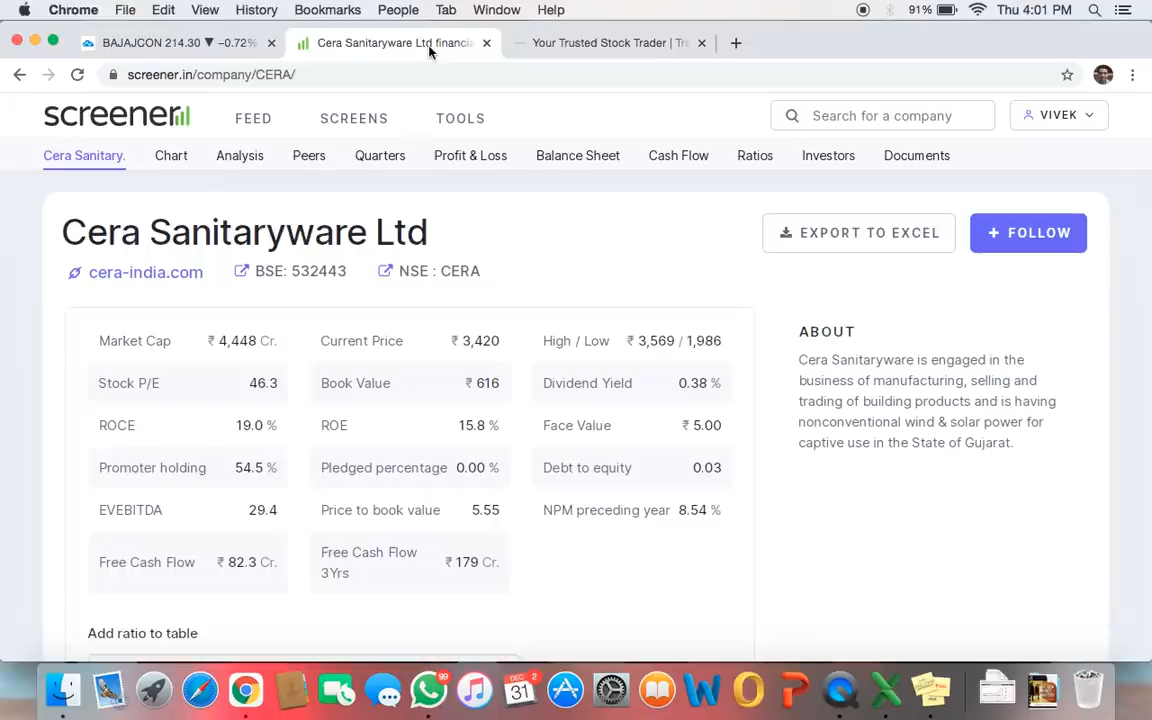 Chrome File Edit View History Bookmarks People Tab Window Help 91% Thu 4:01 PM
BAJAJCON 214.30 ▼ −0.72% Cera Sanitaryware Ltd financia Your Trusted Stock Trader | Tra
screener.in/company/CERA/
screener FEED SCREENS TOOLS Search for a company VIVEK
Cera Sanitary. Chart Analysis Peers Quarters Profit & Loss Balance Sheet Cash Flow Ratios Investors Documents
Cera Sanitaryware Ltd EXPORT TO EXCEL + FOLLOW
cera-india.com BSE: 532443 NSE : CERA
Market Cap ₹ 4,448 Cr. Current Price ₹ 3,420 High / Low ₹ 3,569 / 1,986
Stock P/E 46.3 Book Value ₹ 616 Dividend Yield 0.38 %
ROCE 19.0 % ROE 15.8 % Face Value ₹ 5.00
Promoter holding 54.5 % Pledged percentage 0.00 % Debt to equity 0.03
EVEBITDA 29.4 Price to book value 5.55 NPM preceding year 8.54 %
Free Cash Flow ₹ 82.3 Cr. Free Cash Flow 3Yrs ₹ 179 Cr.
Add ratio to table
ABOUT
Cera Sanitaryware is engaged in the
business of manufacturing, selling and
trading of building products and is having
nonconventional wind & solar power for
captive use in the State of Gujarat.
99 DEC 31 2